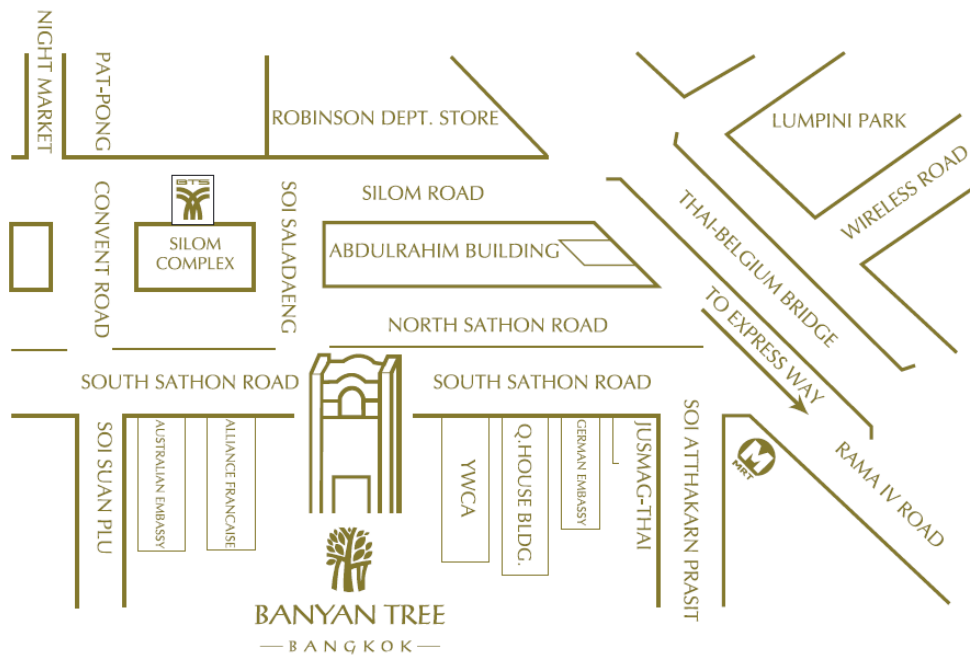 NIGHT MARKET
PAT-PONG
ROBINSON DEPT. STORE
LUMPINI PARK
WIRELESS ROAD
BTS
CONVENT ROAD
SILOM
COMPLEX
SOI SALADAENG
SILOM ROAD
ABDULRAHIM BUILDING
THAI-BELGIUM BRIDGE
NORTH SATHON ROAD
TO EXPRESS WAY
SOUTH SATHON ROAD
SOUTH SATHON ROAD
SOI SUAN PLU
AUSTRALIAN EMBASSY
ALLIANCE FRANCAISE
YWCA
Q.HOUSE BLDG.
GERMAN EMBASSY
JUSMAG-THAI
SOI ATTHAKARN PRASIT
M
MRT
RAMA IV ROAD
BANYAN TREE
BANGKOK